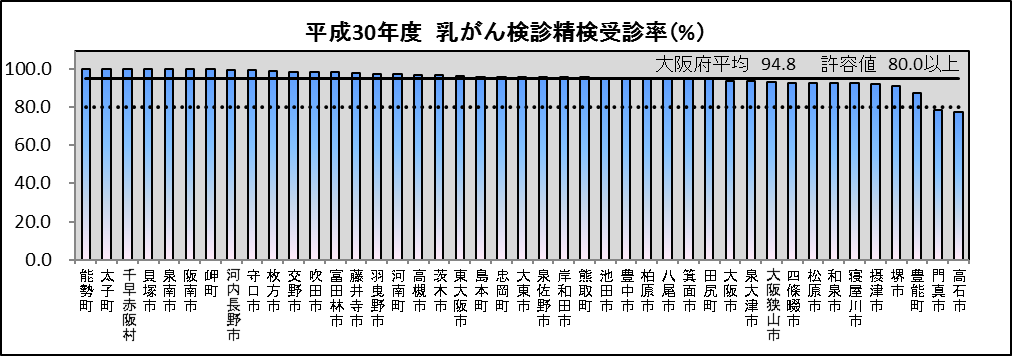 平成30年度 乳がん検診精検受診率(%)
大阪府平均 94.8 許容値 80.0以上
100.0
80.0
60.0
40.0
20.0
0.0
能勢町
太子町
千早赤阪村
貝塚市
泉南市
阪南市
岬町
河内長野市
守口市
枚方市
交野市
吹田市
富田林市
藤井寺市
羽曳野市
河南町
高槻市
茨木市
東大阪市
島本町
忠岡町
大東市
泉佐野市
岸和田市
熊取町
池田市
豊中市
柏原市
八尾市
箕面市
田尻町
大阪市
泉大津市
大阪狭山市
四條畷市
松原市
和泉市
寝屋川市
摂津市
堺市
豊能町
門真市
高石市